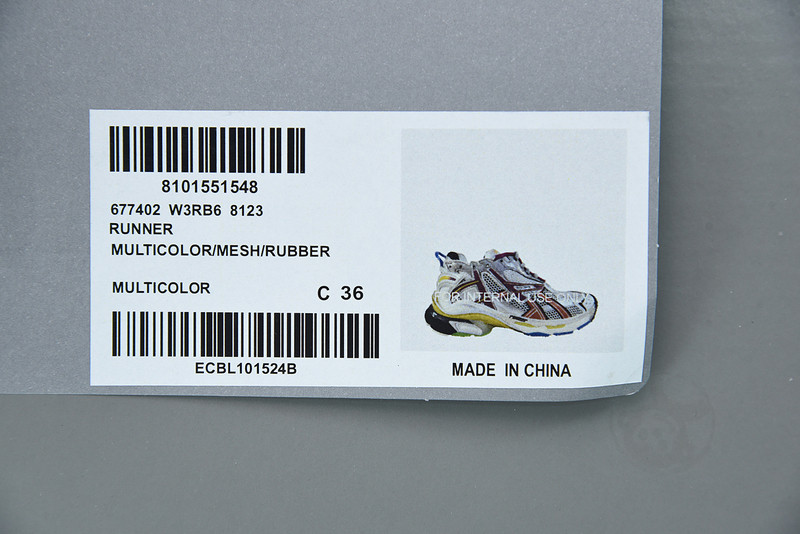 8101551548
677402 W3RB6 8123
RUNNER
MULTICOLOR/MESH/RUBBER
MULTICOLOR
C 36
ECBL101524B
FOR INTERNAL USE ONLY
MADE IN CHINA